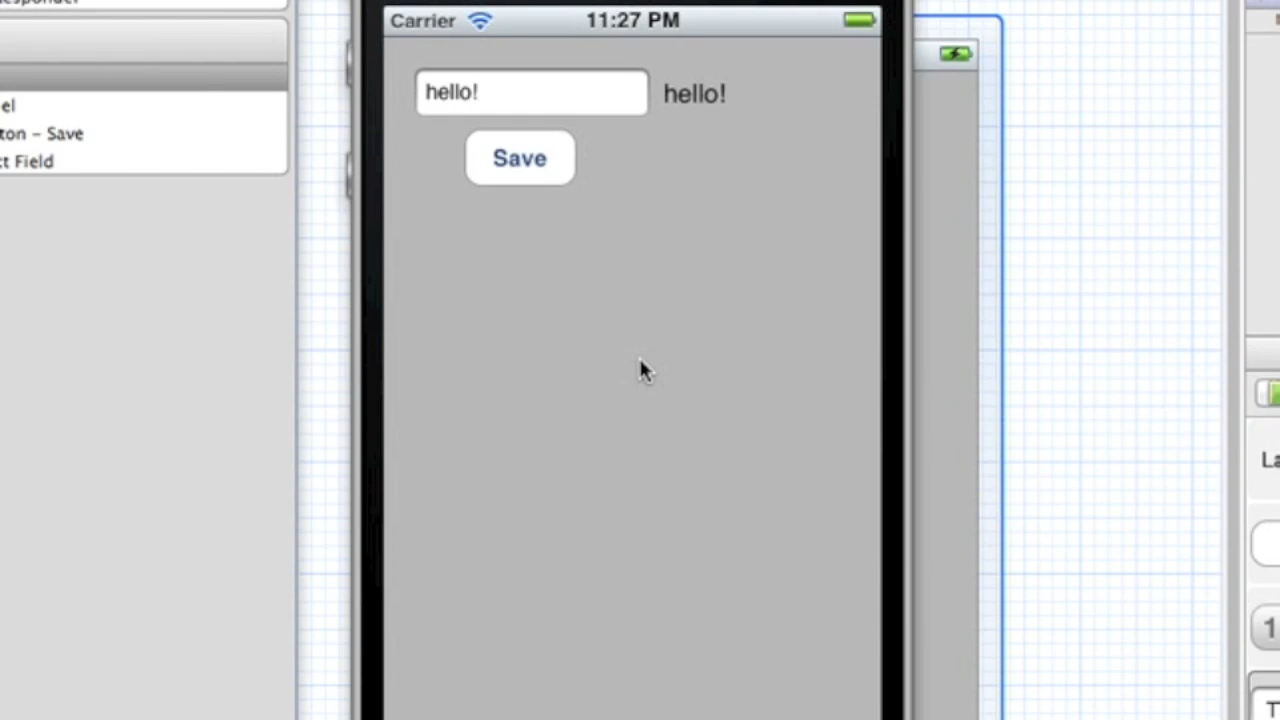 Carrier 11:27 PM
hello! hello!
Save
el
ton – Save
t Field
La
1
T